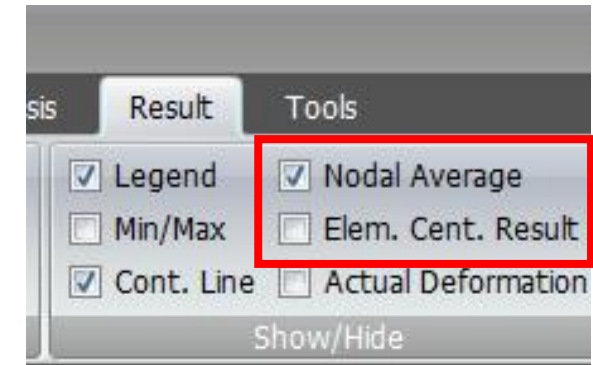 sis Result Tools
Legend Nodal Average
Min/Max Elem. Cent. Result
Cont. Line Actual Deformation
Show/Hide